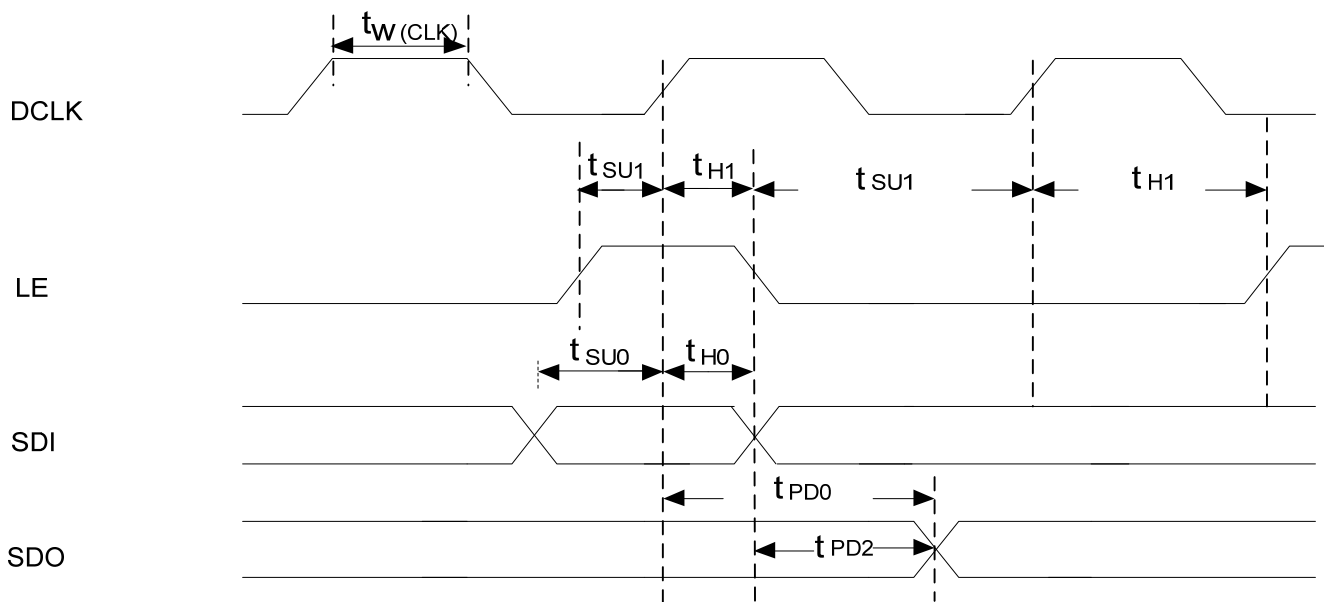 tW(CLK)
DCLK
tSU1 tH1 tSU1 tH1
LE
tSU0 tH0
SDI
tPD0
SDO tPD2